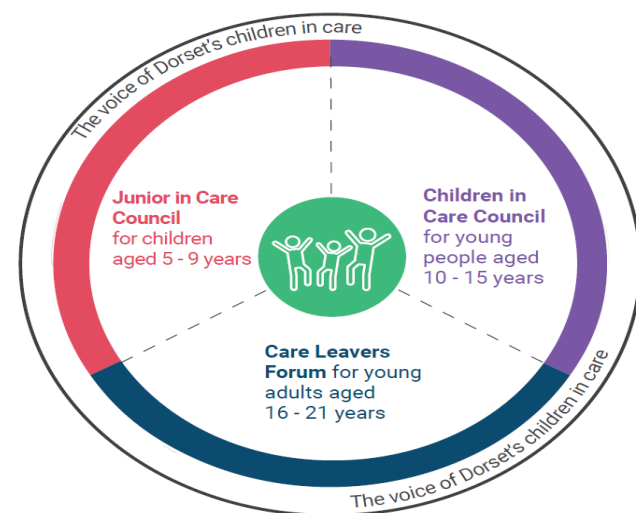 The voice of Dorset's children in care
Junior in Care
Council
for children
aged 5 - 9 years
Children in
Care Council
for young
people aged
10 - 15 years
Care Leavers
Forum for young
adults aged
16 - 21 years
The voice of Dorset's children in care